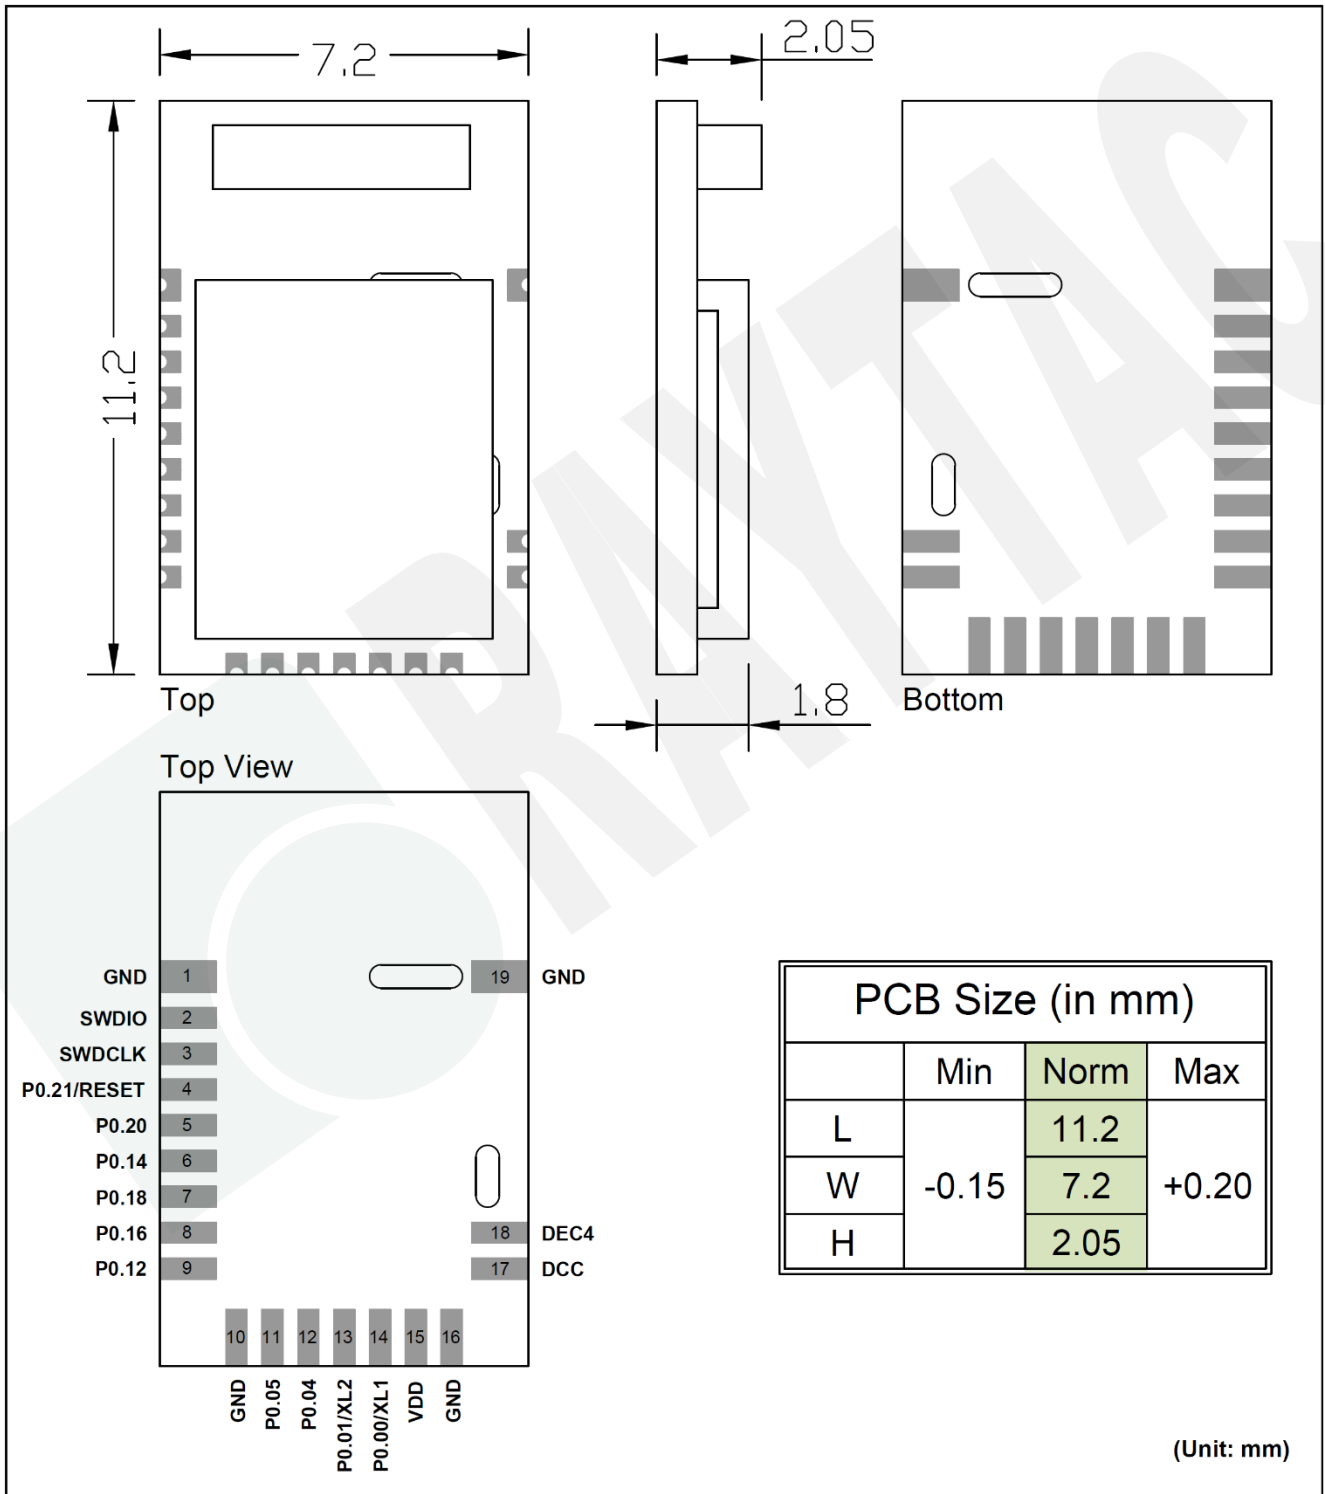 7.2
2.05
11.2
1.8
Top
Bottom
Top View
GND 1
SWDIO 2
SWDCLK 3
P0.21/RESET 4
P0.20 5
P0.14 6
P0.18 7
P0.16 8
P0.12 9
19 GND
18 DEC4
17 DCC
10 11 12 13 14 15 16
GND
P0.05
P0.04
P0.01/XL2
P0.00/XL1
VDD
GND
PCB Size (in mm)
Min Norm Max
L 11.2
W -0.15 7.2 +0.20
H 2.05
(Unit: mm)
RAYTAC